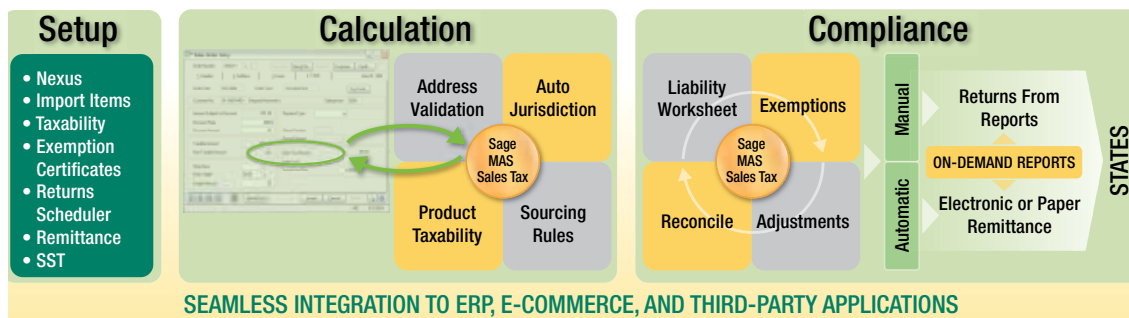 Setup
• Nexus
• Import Items
• Taxability
• Exemption
Certificates
• Returns
Scheduler
• Remittance
• SST
Calculation
Address
Validation
Auto
Jurisdiction
Sage
MAS
Sales Tax
Product
Taxability
Sourcing
Rules
Compliance
Liability
Worksheet
Exemptions
Sage
MAS
Sales Tax
Reconcile
Adjustments
Manual
Automatic
Returns From
Reports
ON-DEMAND REPORTS
Electronic or Paper
Remittance
STATES
SEAMLESS INTEGRATION TO ERP, E-COMMERCE, AND THIRD-PARTY APPLICATIONS